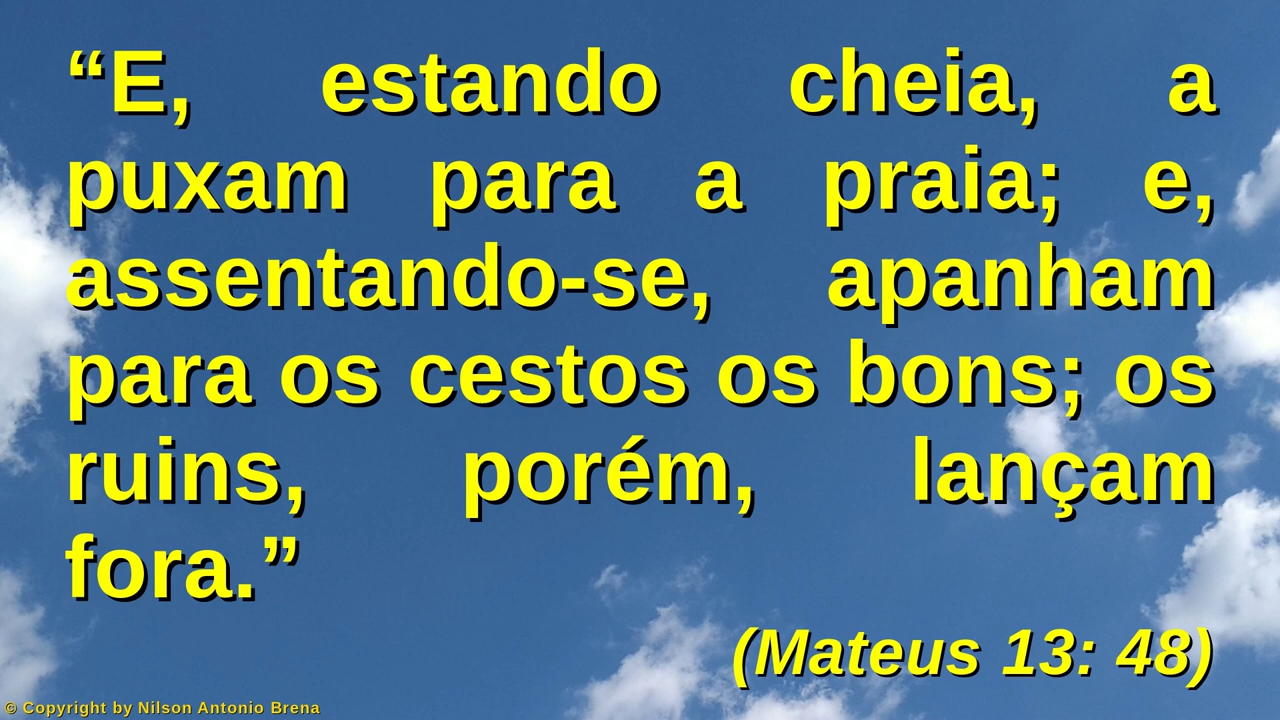 “E, estando cheia, a
puxam para a praia; e,
assentando-se, apanham
para os cestos os bons; os
ruins, porém, lançam
fora.”
(Mateus 13: 48)
© Copyright by Nilson Antonio Brena